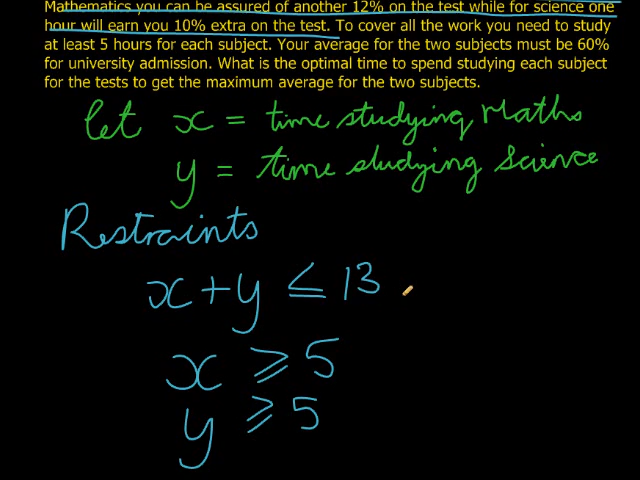 Mathematics you can be assured of another 12% on the test while for science one
hour will earn you 10% extra on the test. To cover all the work you need to study
at least 5 hours for each subject. Your average for the two subjects must be 60%
for university admission. What is the optimal time to spend studying each subject
for the tests to get the maximum average for the two subjects.
let x = time studying Maths
y = time studying Science
Restraints
x + y ≤ 13
x ⩾ 5
y ⩾ 5